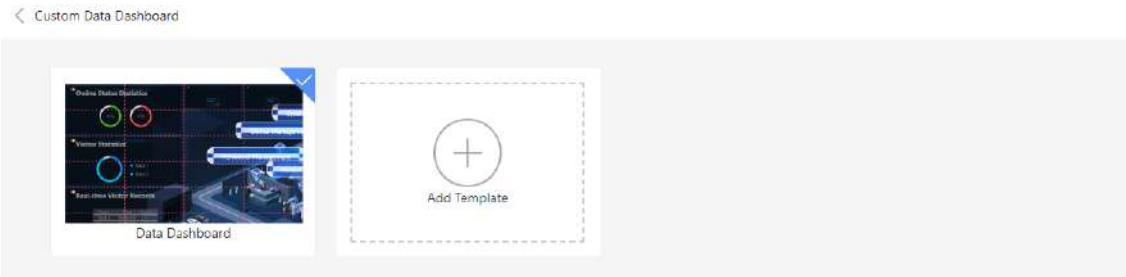 Custom Data Dashboard
Online Status Statistics
Visitor Statistics
Real-time Visitor Records
Data Dashboard
Add Template